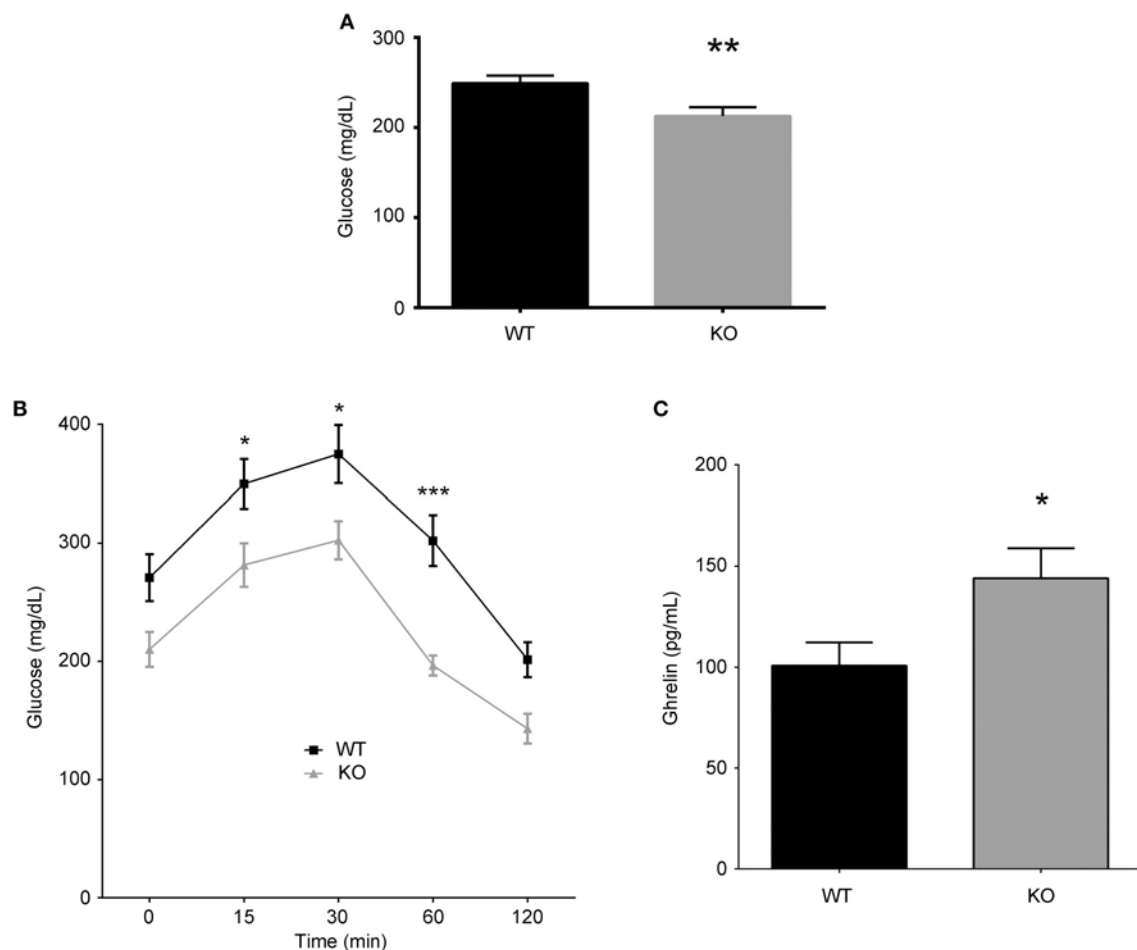 A
300
**
200
Glucose (mg/dL)
100
0
WT
KO
B
400
*
*
***
300
Glucose (mg/dL)
200
WT
KO
100
0
0 15 30 60 120
Time (min)
C
200
*
150
Ghrelin (pg/mL)
100
50
0
WT
KO